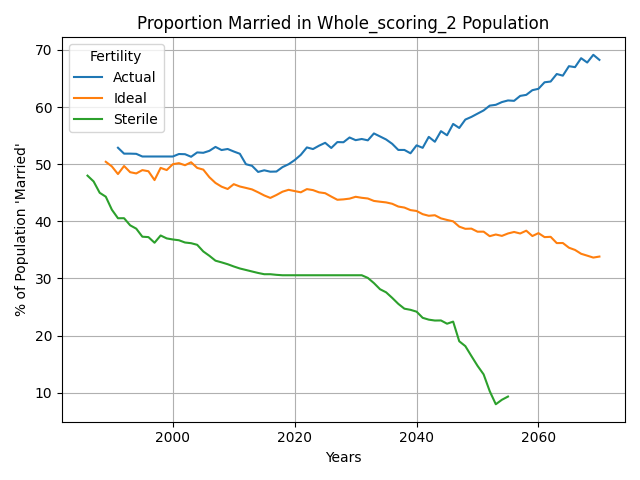 Proportion Married in Whole_scoring_2 Population
Fertility
Actual
Ideal
Sterile
% of Population 'Married'
70
60
50
40
30
20
10
2000
2020
2040
2060
Years